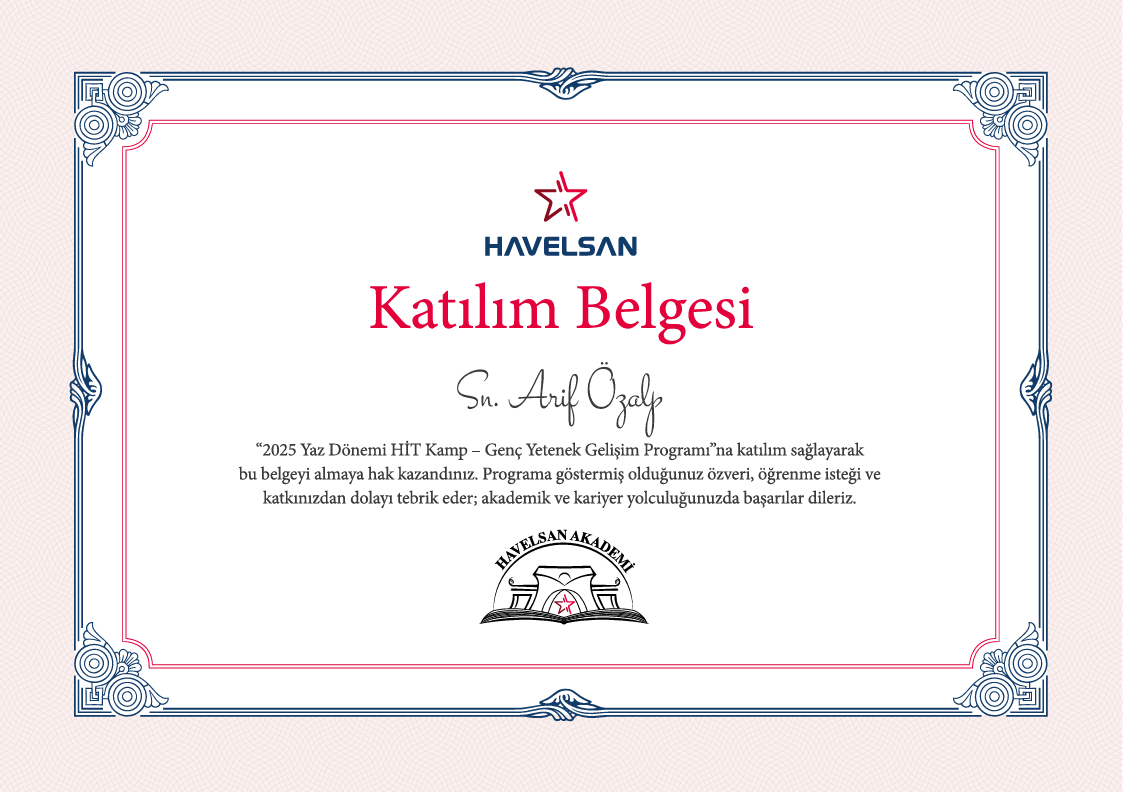 HAVELSAN
Katılım Belgesi
Sn. Arif Özalp
“2025 Yaz Dönemi HİT Kamp – Genç Yetenek Gelişim Programı”na katılım sağlayarak
bu belgeyi almaya hak kazandınız. Programa göstermiş olduğunuz özveri, öğrenme isteği ve
katkınızdan dolayı tebrik eder; akademik ve kariyer yolculuğunuzda başarılar dileriz.
HAVELSAN AKADEMİ